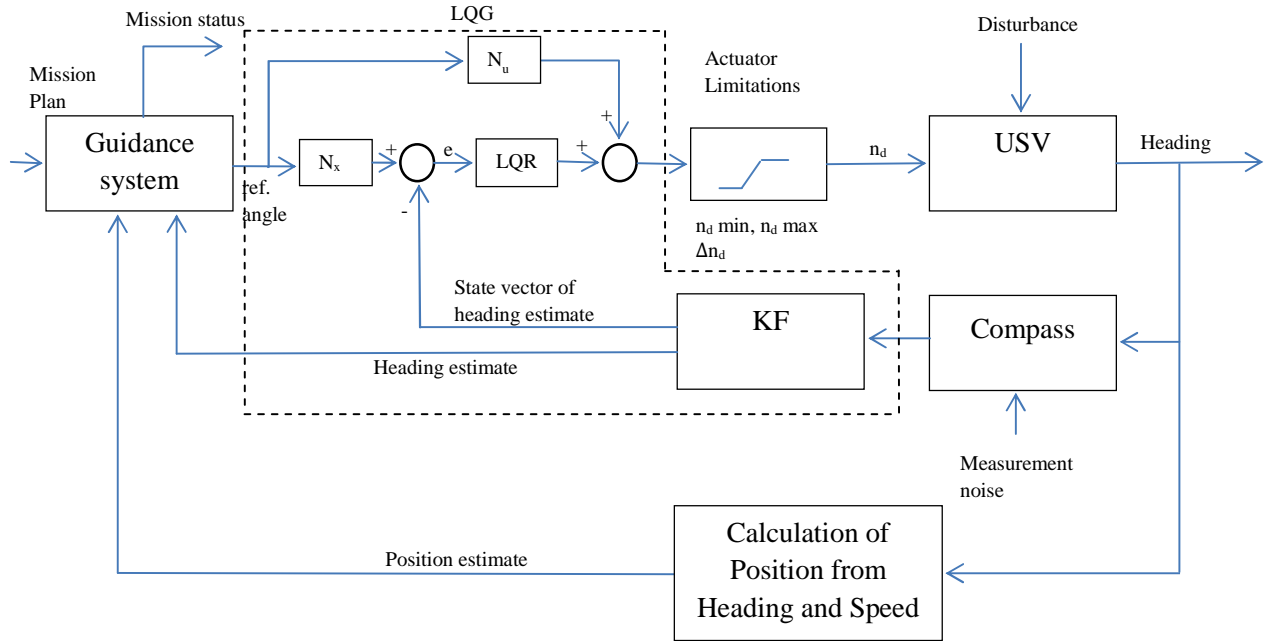 Mission status
LQG
Disturbance
Mission
Plan
N_u
Actuator
Limitations
Guidance
system
ref.
angle
N_x
+
-
e
LQR
+
+
n_d
USV
Heading
n_d min, n_d max
Δn_d
State vector of
heading estimate
KF
Compass
Heading estimate
Measurement
noise
Calculation of
Position from
Heading and Speed
Position estimate